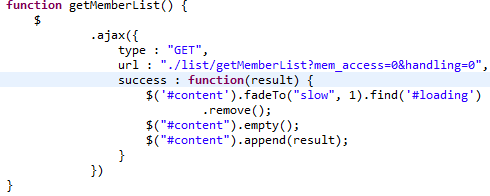 function getMemberList() {
$
.ajax({
type : "GET",
url : "./list/getMemberList?mem_access=0&handling=0",
success : function(result) {
$('#content').fadeTo("slow", 1).find('#loading')
.remove();
$("#content").empty();
$("#content").append(result);
}
})
}